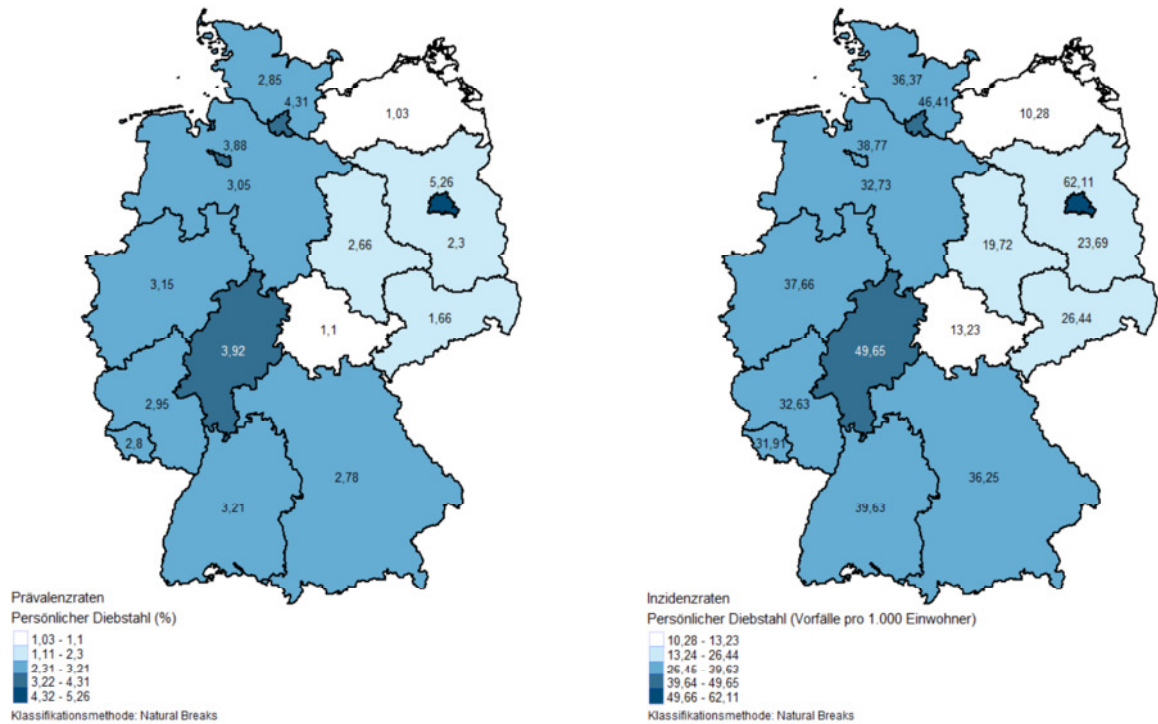 2,85
4,31
1,03
3,88
3,05
5,26
2,3
2,66
3,15
1,1
1,66
3,92
2,95
2,8
2,78
3,21
Prävalenzraten
Persönlicher Diebstahl (%)
1,03 - 1,1
1,11 - 2,3
2,31 - 3,21
3,22 - 4,31
4,32 - 5,26
Klassifikationsmethode: Natural Breaks
36,37
46,41
10,28
38,77
32,73
62,11
23,69
19,72
37,66
13,23
26,44
49,65
32,63
31,91
36,25
39,63
Inzidenzraten
Persönlicher Diebstahl (Vorfälle pro 1.000 Einwohner)
10,28 - 13,23
13,24 - 26,44
26,45 - 39,63
39,64 - 49,65
49,66 - 62,11
Klassifikationsmethode: Natural Breaks